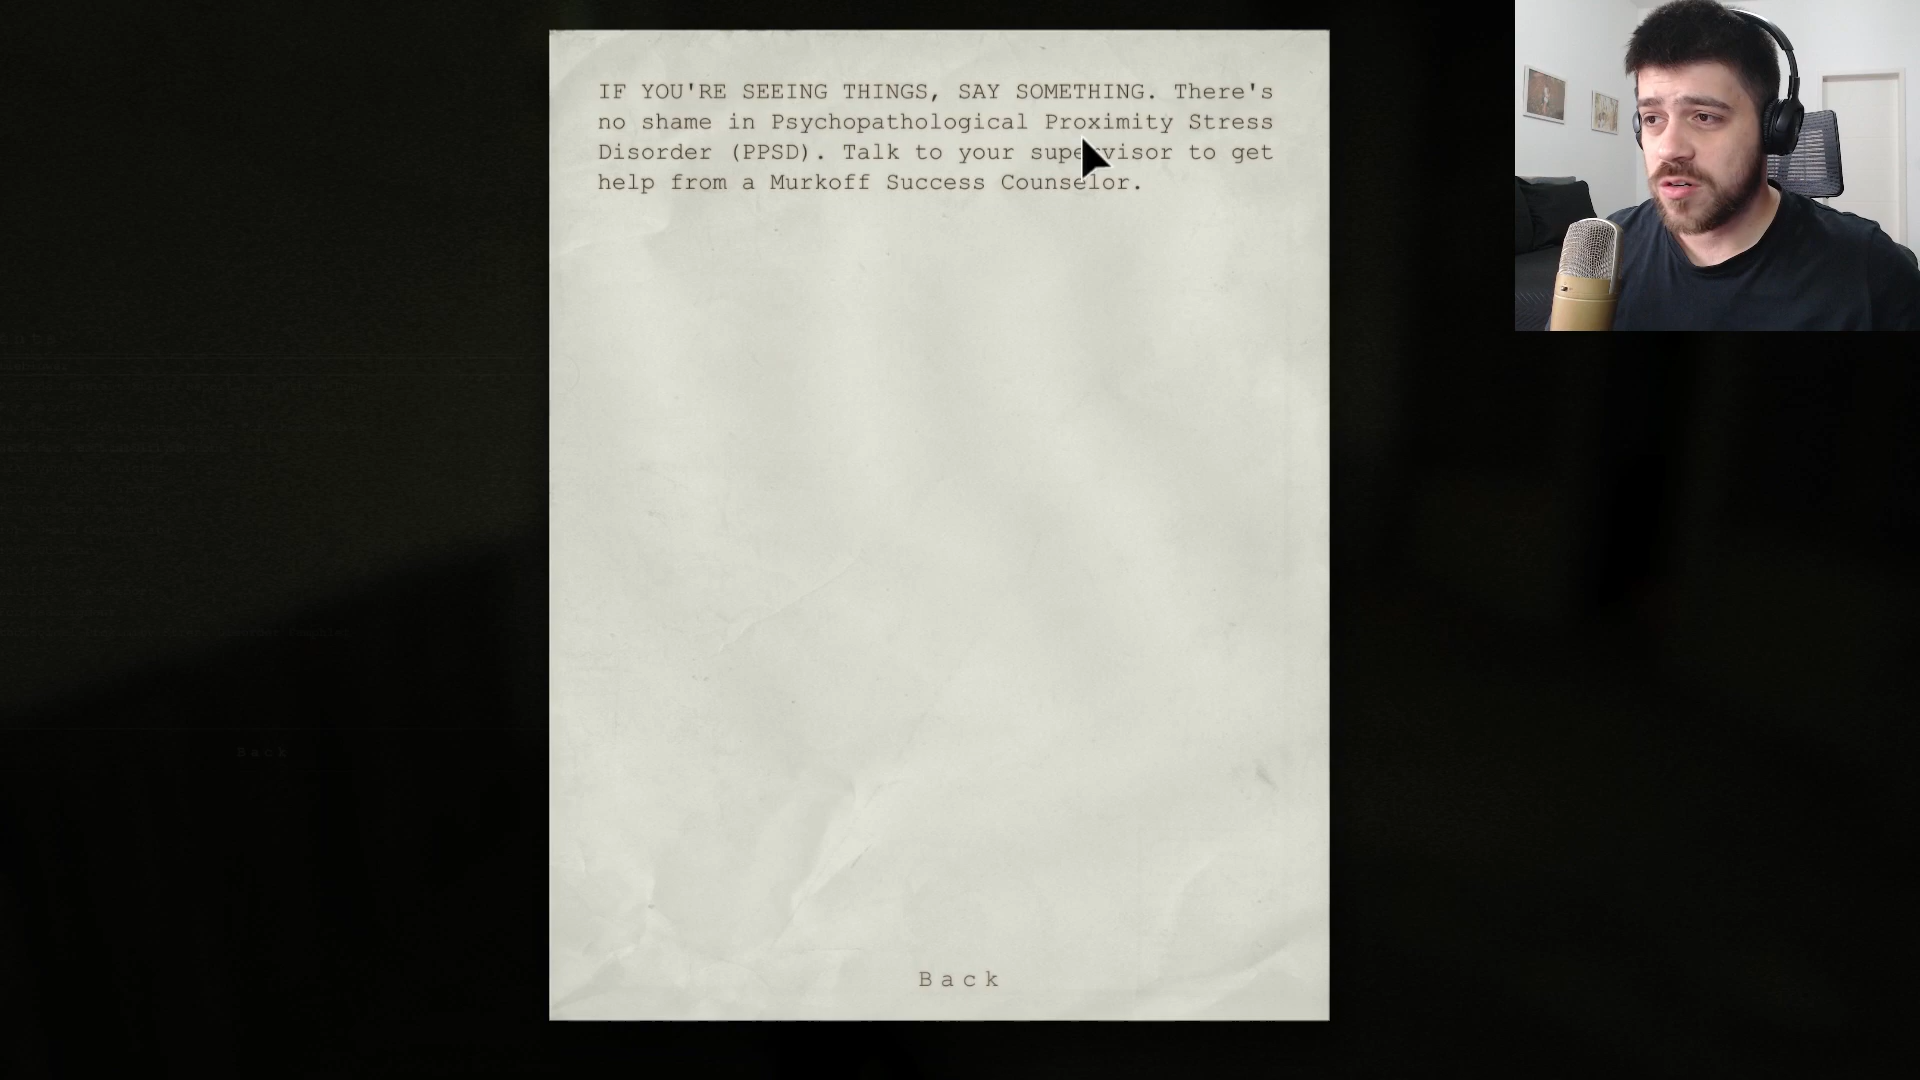 IF YOU'RE SEEING THINGS, SAY SOMETHING. There's
no shame in Psychopathological Proximity Stress
Disorder (PPSD). Talk to your supervisor to get
help from a Murkoff Success Counselor.
Back
Back